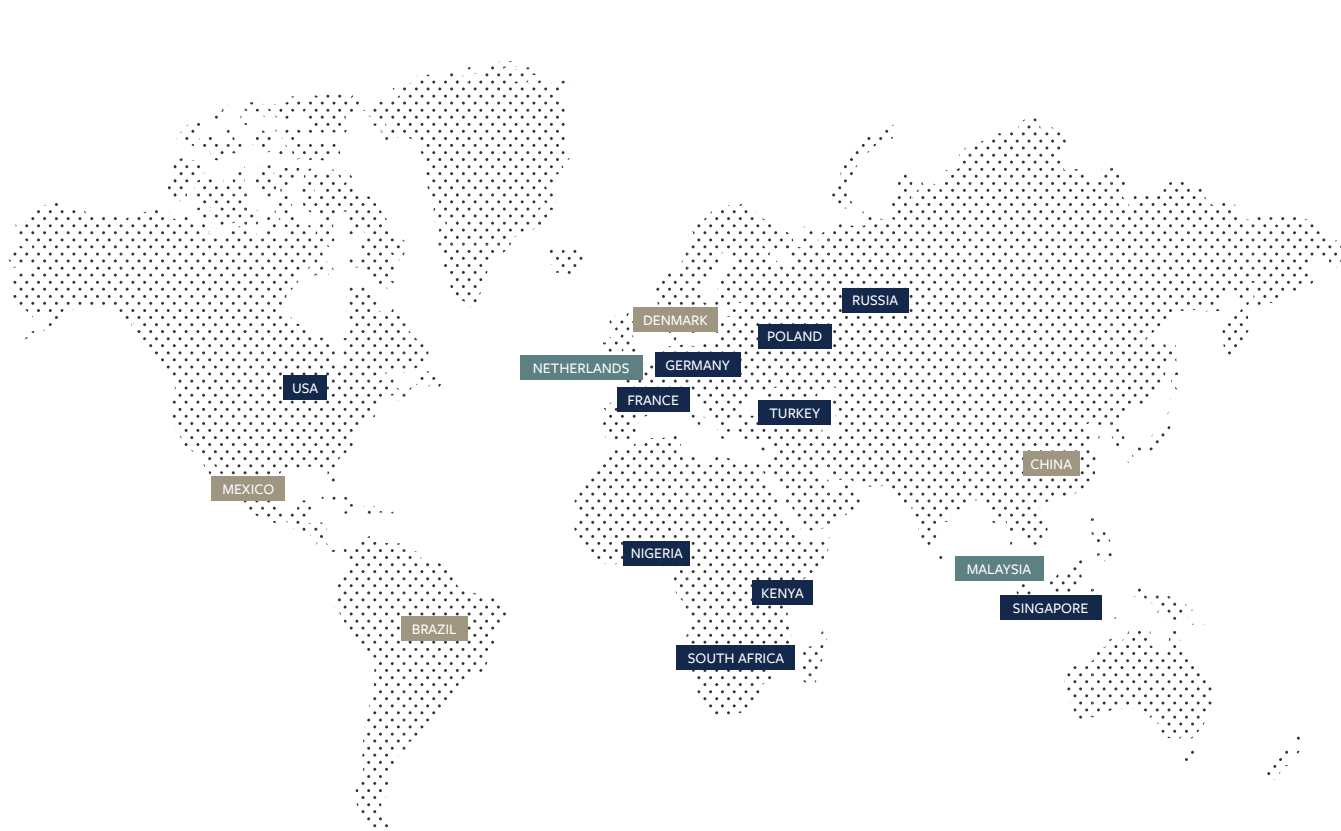 RUSSIA
DENMARK
POLAND
NETHERLANDS
GERMANY
USA
FRANCE
TURKEY
CHINA
MEXICO
NIGERIA
MALAYSIA
KENYA
SINGAPORE
BRAZIL
SOUTH AFRICA